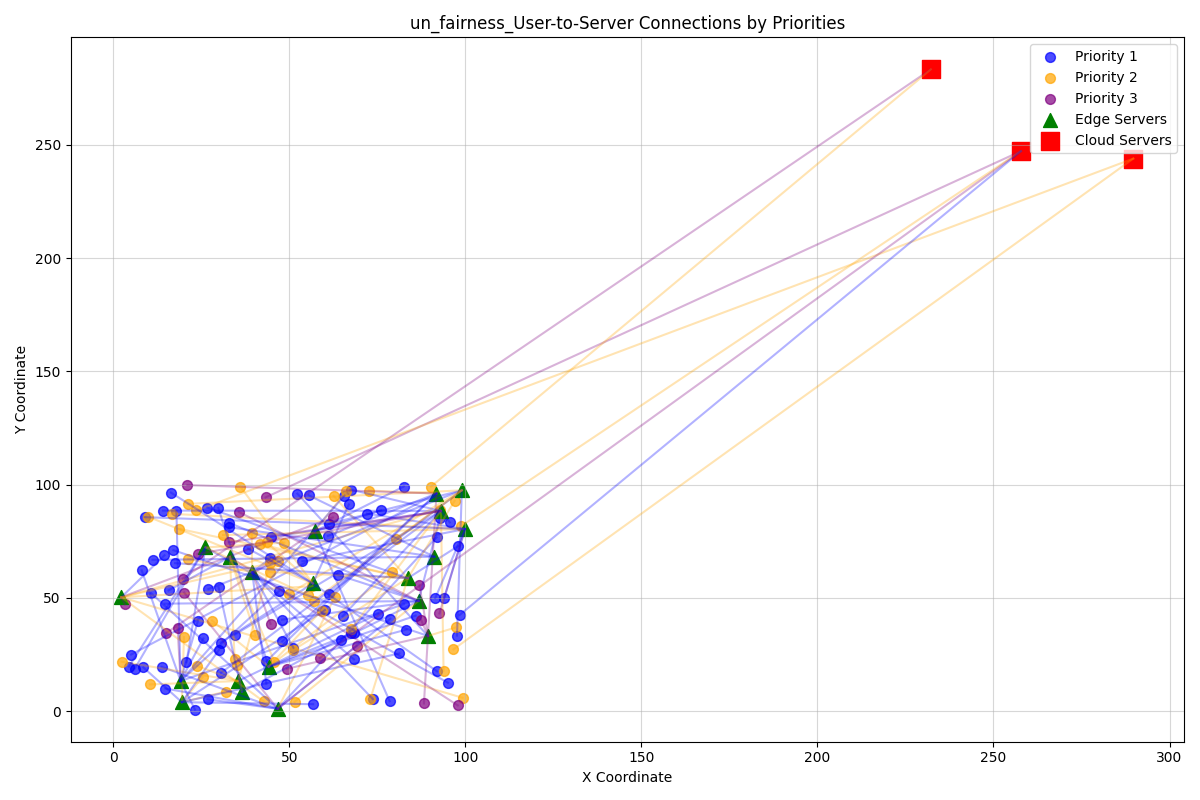 un_fairness_User-to-Server Connections by Priorities
Priority 1
Priority 2
Priority 3
Edge Servers
Cloud Servers
Y Coordinate
250
200
150
100
50
0
0
50
100
150
200
250
300
X Coordinate